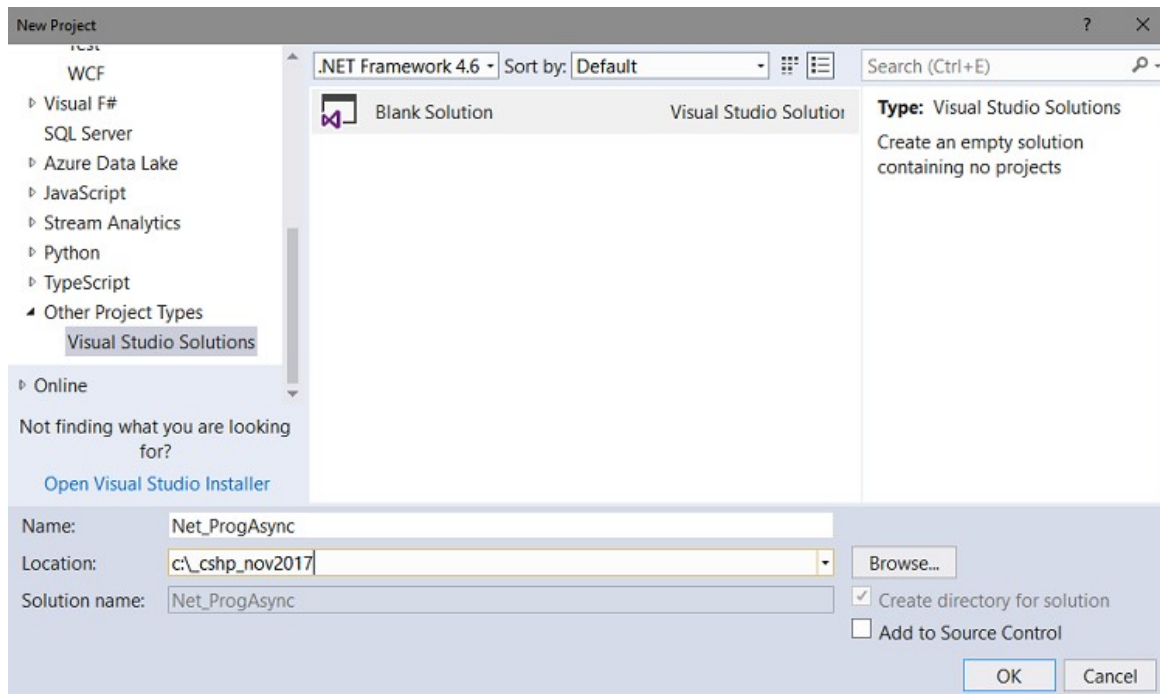 New Project
?
Test
WCF
Visual F#
SQL Server
Azure Data Lake
JavaScript
Stream Analytics
Python
TypeScript
Other Project Types
Visual Studio Solutions
Online
Not finding what you are looking
for?
Open Visual Studio Installer
.NET Framework 4.6 Sort by: Default
Blank Solution Visual Studio Solution
Search (Ctrl+E)
Type: Visual Studio Solutions
Create an empty solution
containing no projects
Name: Net_ProgAsync
Location: c:\_cshp_nov2017 Browse...
Solution name: Net_ProgAsync Create directory for solution
Add to Source Control
OK Cancel